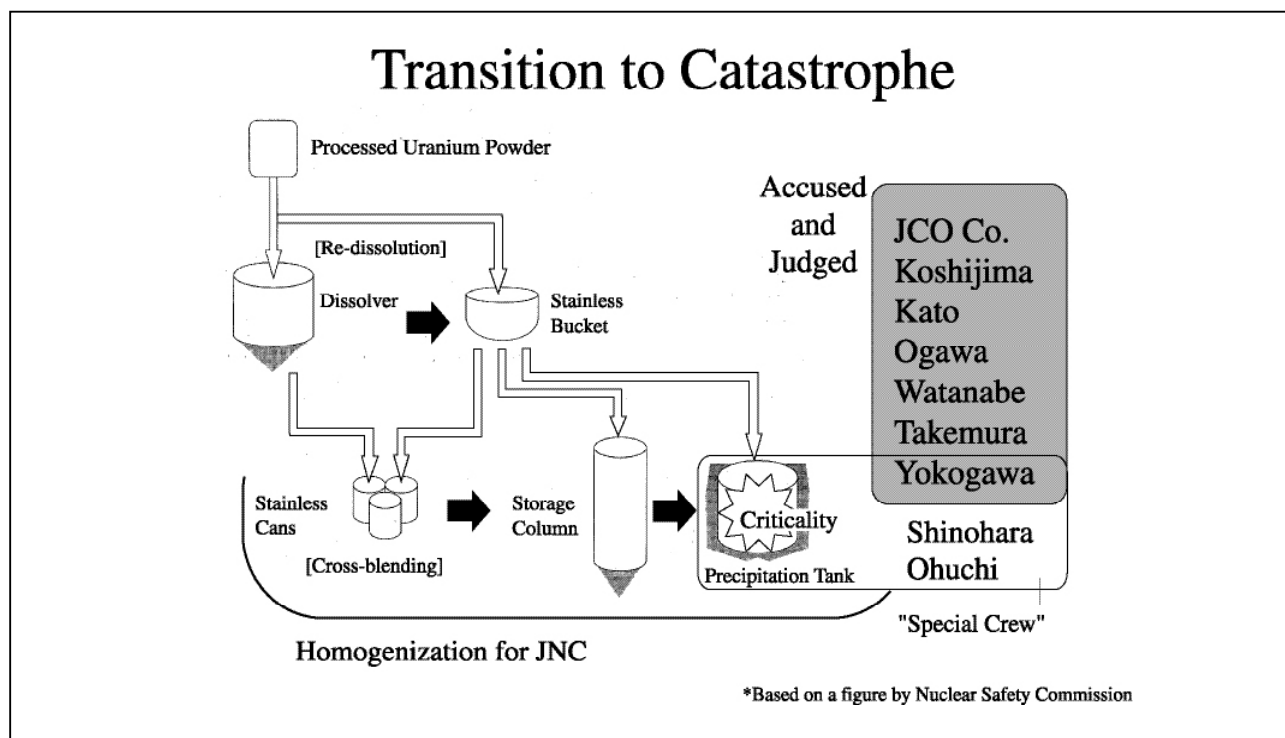 Transition to Catastrophe
Processed Uranium Powder
[Re-dissolution]
Dissolver
Stainless
Bucket
Accused
and
Judged
JCO Co.
Koshijima
Kato
Ogawa
Watanabe
Takemura
Yokogawa
Stainless
Cans
[Cross-blending]
Storage
Column
Criticality
Precipitation Tank
Shinohara
Ohuchi
"Special Crew"
Homogenization for JNC
*Based on a figure by Nuclear Safety Commission